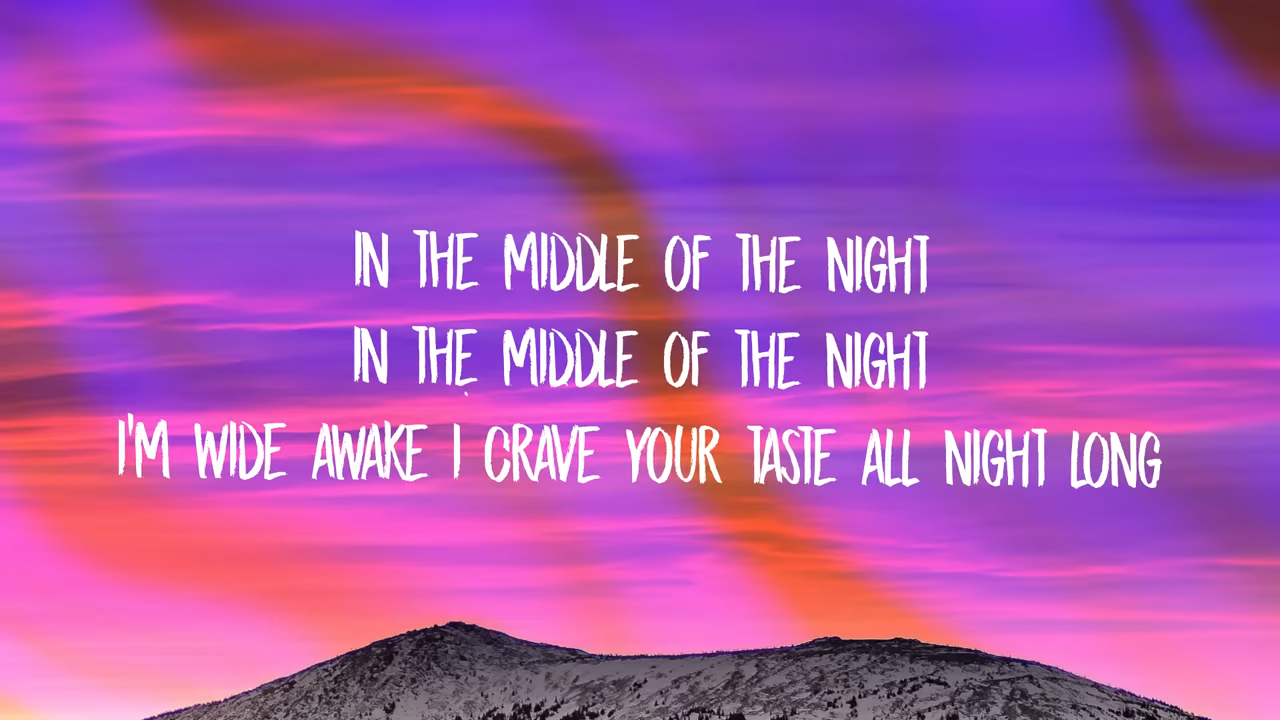 IN THE MIDDLE OF THE NIGHT
IN THE MIDDLE OF THE NIGHT
I'M WIDE AWAKE I CRAVE YOUR TASTE ALL NIGHT LONG